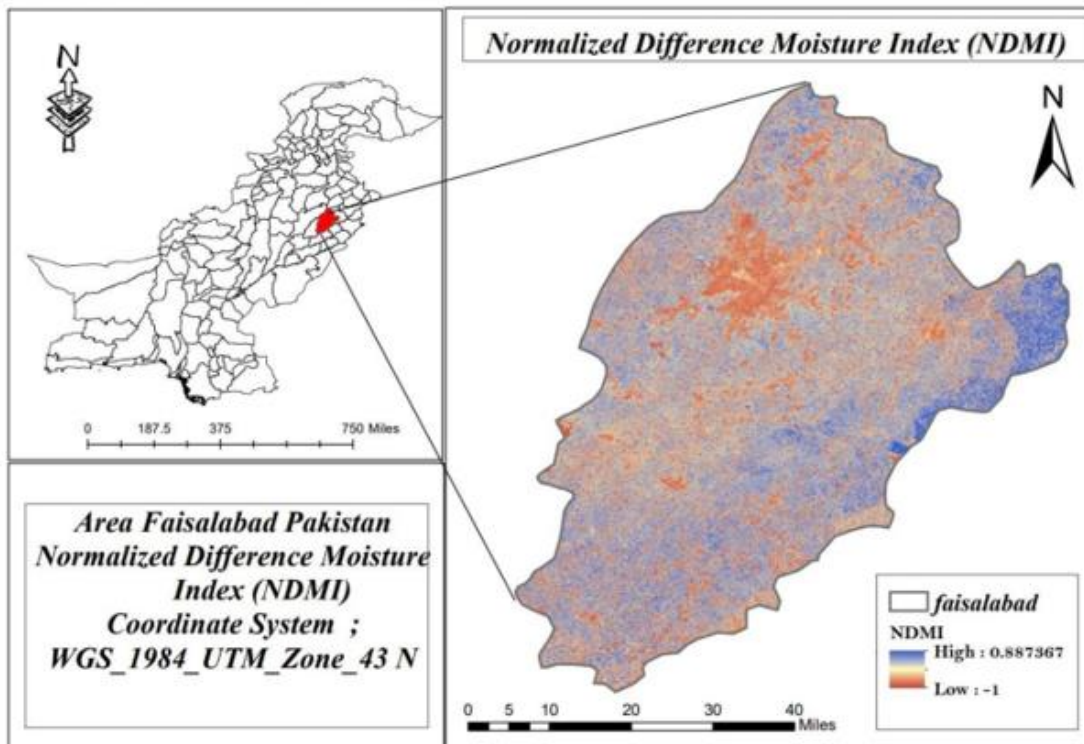 N
0 187.5 375 750 Miles
Area Faisalabad Pakistan
Normalized Difference Moisture
Index (NDMI)
Coordinate System ;
WGS_1984_UTM_Zone_43 N
Normalized Difference Moisture Index (NDMI)
N
faisalabad
NDMI
High : 0.887367
Low : -1
0 5 10 20 30 40
Miles